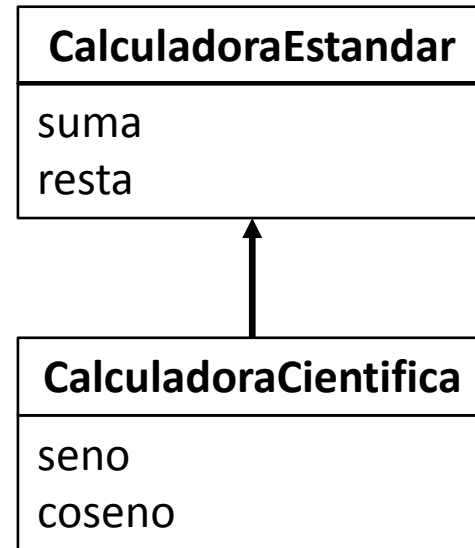 CalculadoraEstandar
suma
resta
CalculadoraCientifica
seno
coseno